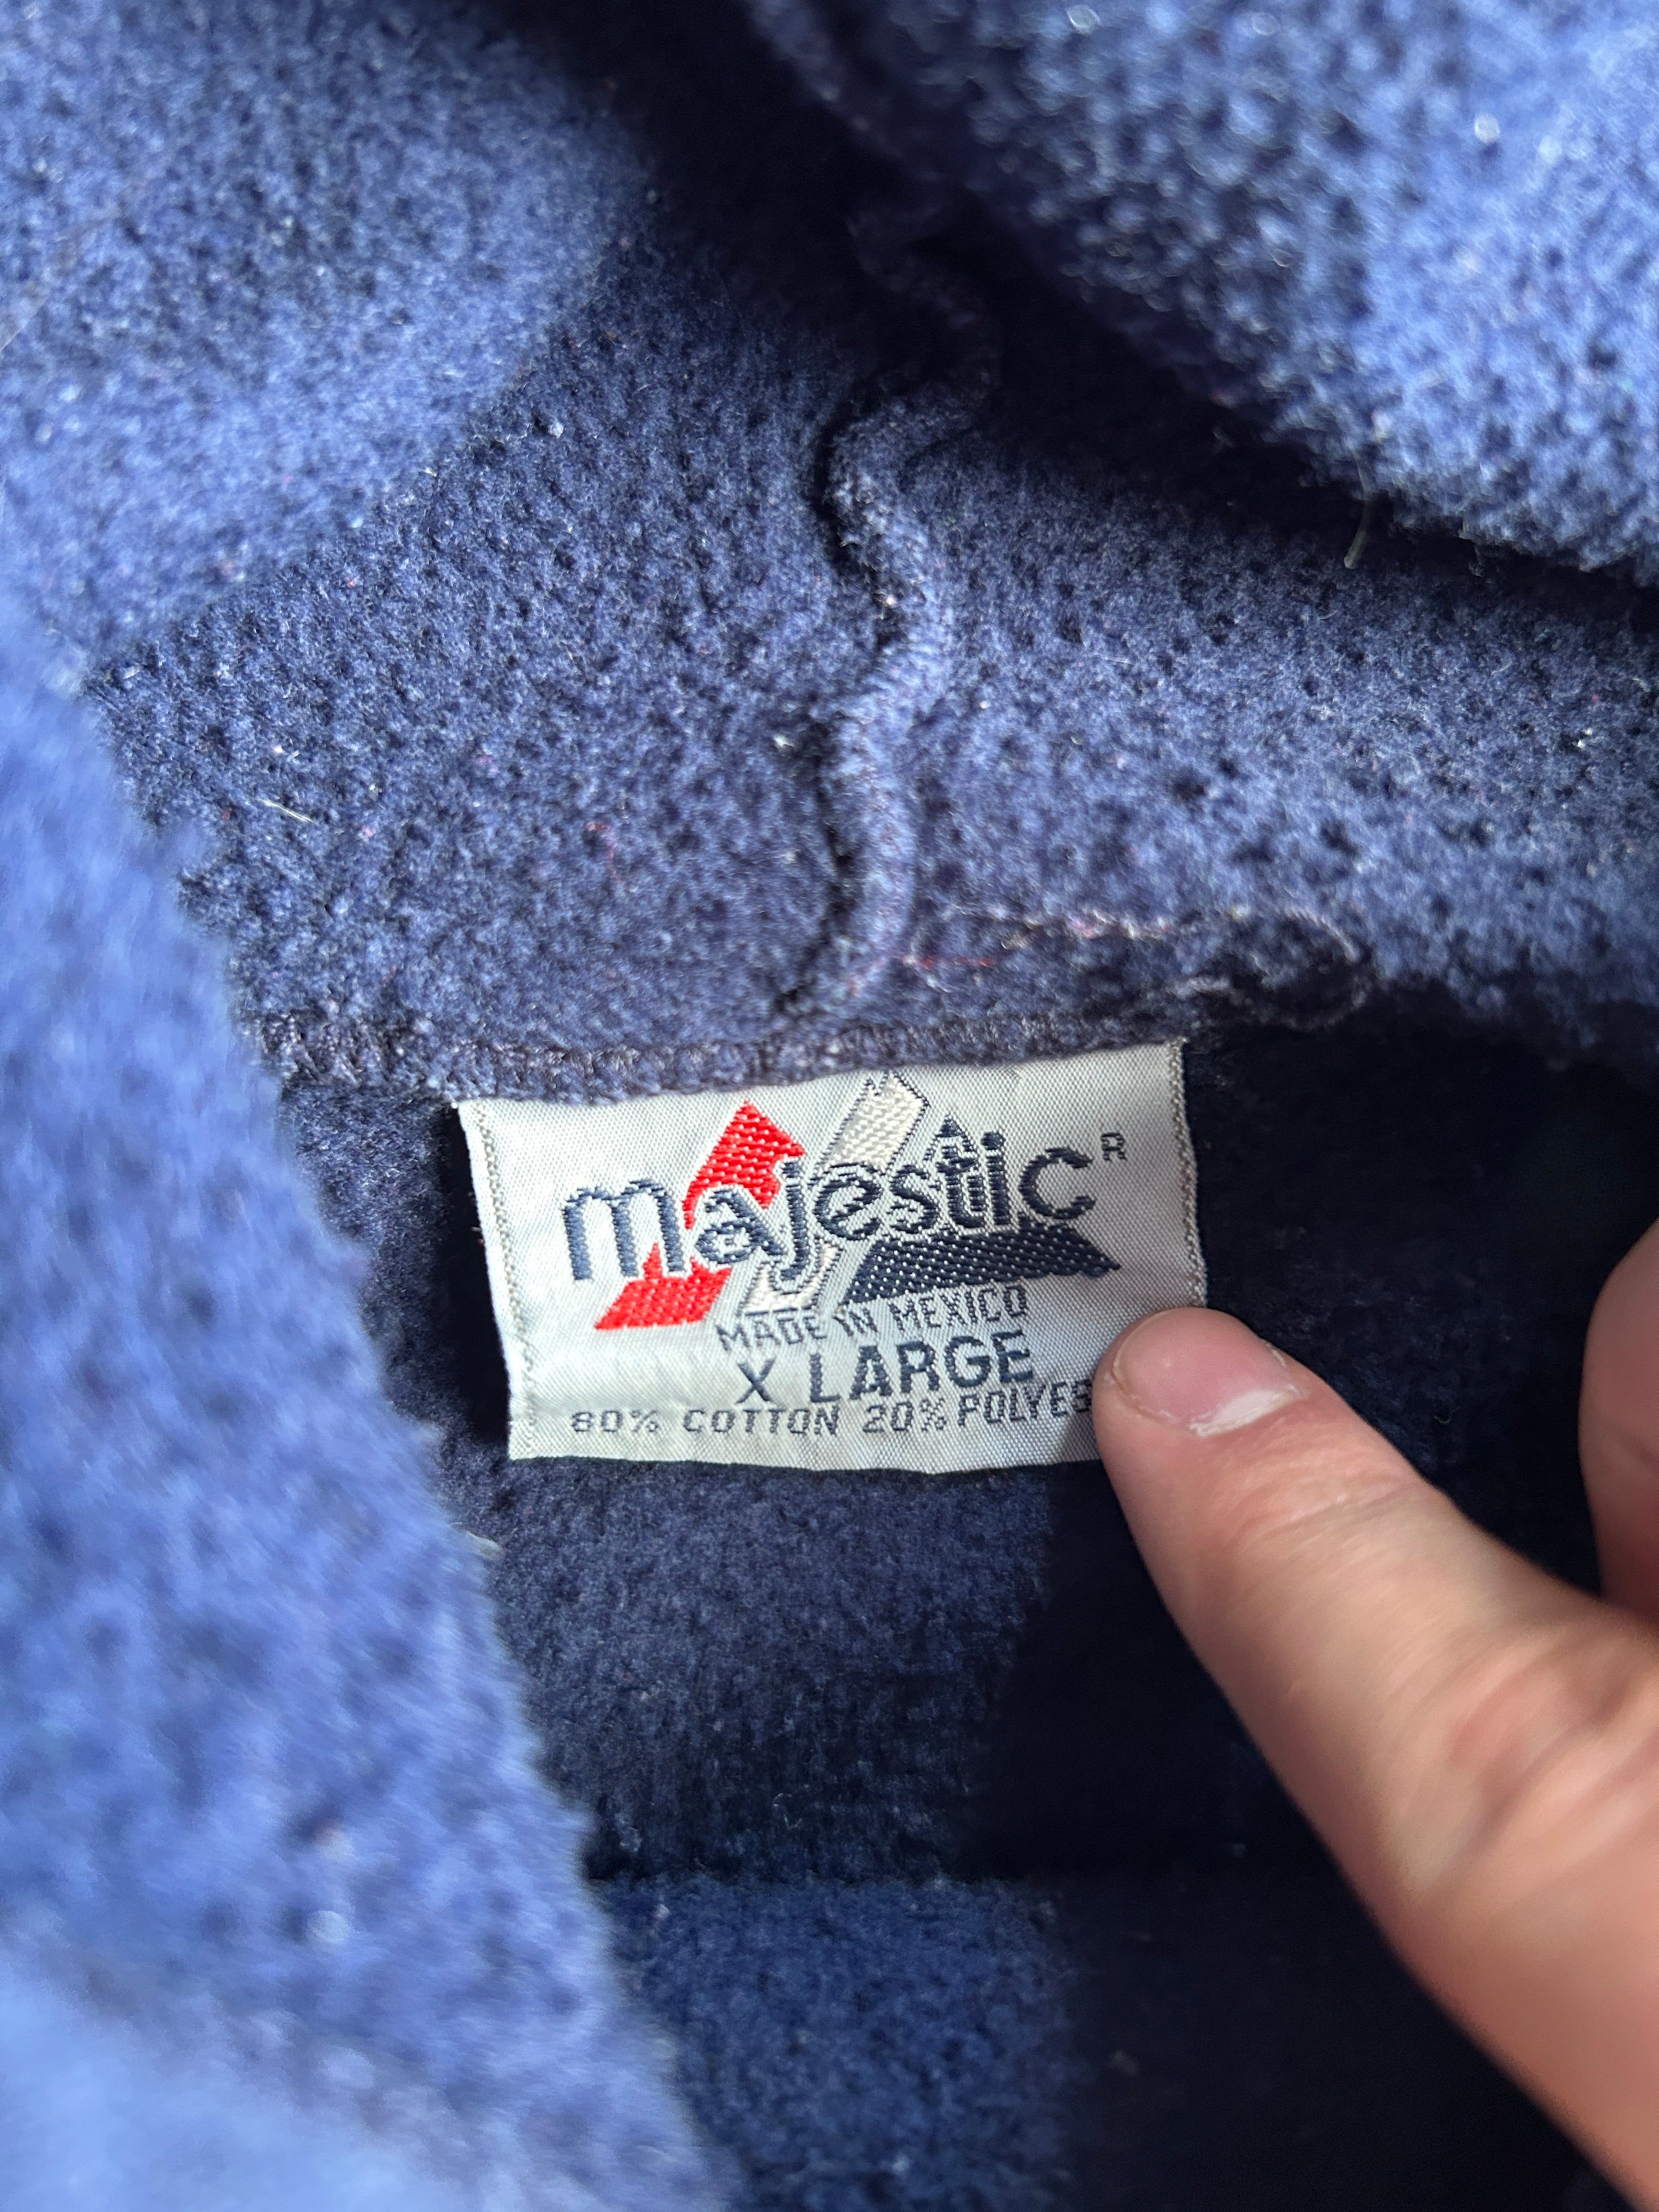 majestic R
MADE IN MEXICO
X LARGE
80% COTTON 20% POLYES